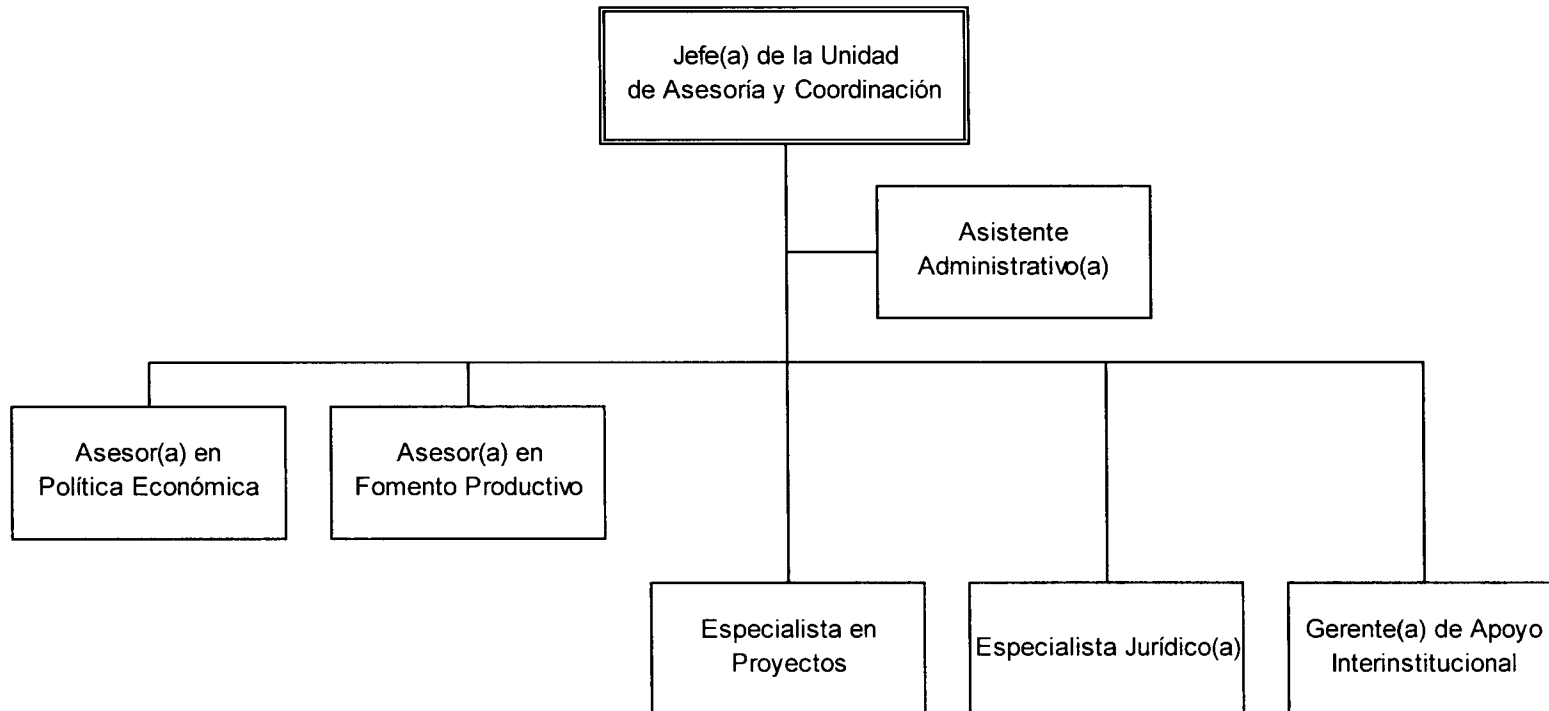 Jefe(a) de la Unidad
de Asesoría y Coordinación
Asistente
Administrativo(a)
Asesor(a) en
Política Económica
Asesor(a) en
Fomento Productivo
Especialista en
Proyectos
Especialista Jurídico(a)
Gerente(a) de Apoyo
Interinstitucional